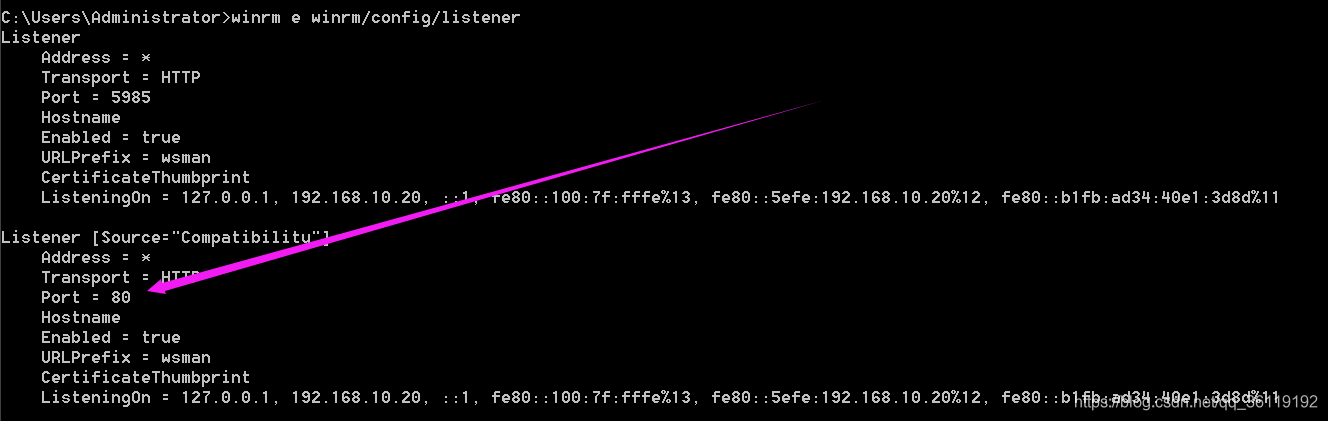 C:\Users\Administrator>winrm e winrm/config/listener
Listener
Address = *
Transport = HTTP
Port = 5985
Hostname
Enabled = true
URLPrefix = wsman
CertificateThumbprint
ListeningOn = 127.0.0.1, 192.168.10.20, ::1, fe80::100:7f:fffe%13, fe80::5efe:192.168.10.20%12, fe80::b1fb:ad34:40e1:3d8d%11
Listener [Source="Compatibility"]
Address = *
Transport = HTTP
Port = 80
Hostname
Enabled = true
URLPrefix = wsman
CertificateThumbprint
ListeningOn = 127.0.0.1, 192.168.10.20, ::1, fe80::100:7f:fffe%13, fe80::5efe:192.168.10.20%12, fe80::b1fb:ad34:40e1:3d8d%11
https://blog.csdn.net/qq_36119192